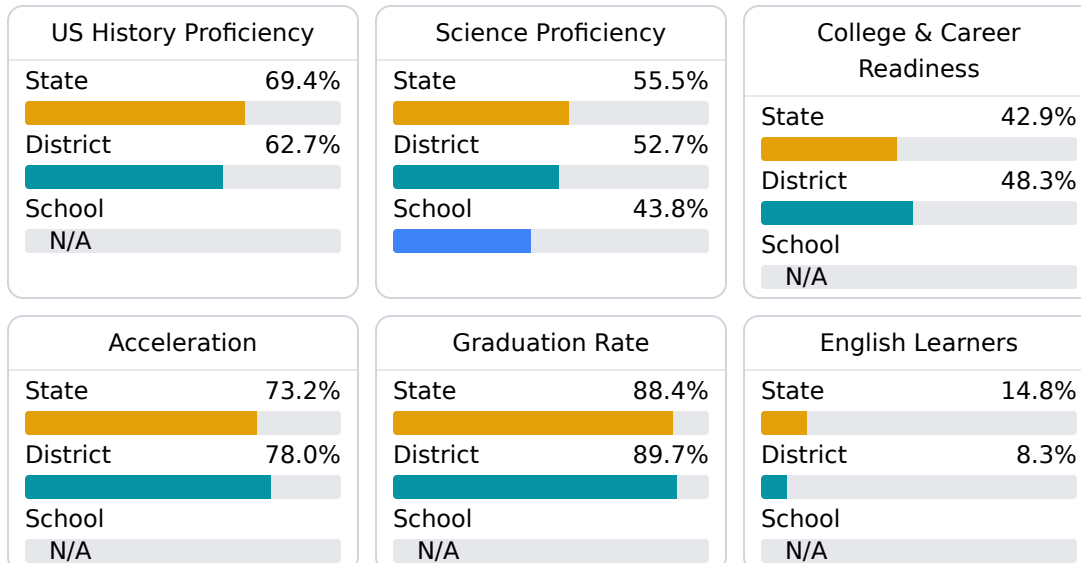 US History Proficiency
State 69.4%
District 62.7%
School
N/A
Science Proficiency
State 55.5%
District 52.7%
School 43.8%
College & Career
Readiness
State 42.9%
District 48.3%
School
N/A
Acceleration
State 73.2%
District 78.0%
School
N/A
Graduation Rate
State 88.4%
District 89.7%
School
N/A
English Learners
State 14.8%
District 8.3%
School
N/A